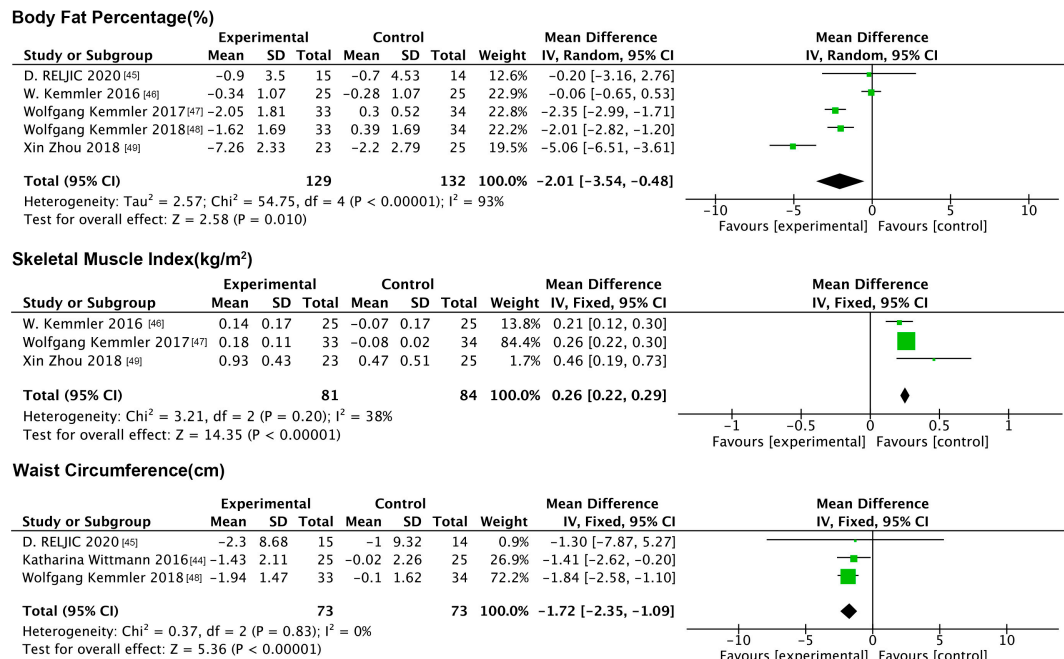 Body Fat Percentage(%)
Experimental Control Mean Difference Mean Difference
Study or Subgroup Mean SD Total Mean SD Total Weight IV, Random, 95% CI IV, Random, 95% CI
D. RELJIC 2020 [45] −0.9 3.5 15 −0.7 4.53 14 12.6% −0.20 [−3.16, 2.76]
W. Kemmler 2016 [46] −0.34 1.07 25 −0.28 1.07 25 22.9% −0.06 [−0.65, 0.53]
Wolfgang Kemmler 2017[47] −2.05 1.81 33 0.3 0.52 34 22.8% −2.35 [−2.99, −1.71]
Wolfgang Kemmler 2018[48] −1.62 1.69 33 0.39 1.69 34 22.2% −2.01 [−2.82, −1.20]
Xin Zhou 2018 [49] −7.26 2.33 23 −2.2 2.79 25 19.5% −5.06 [−6.51, −3.61]
Total (95% CI) 129 132 100.0% −2.01 [−3.54, −0.48]
Heterogeneity: Tau² = 2.57; Chi² = 54.75, df = 4 (P < 0.00001); I² = 93%
Test for overall effect: Z = 2.58 (P = 0.010)
−10 −5 0 5 10
Favours [experimental] Favours [control]
Skeletal Muscle Index(kg/m²)
Experimental Control Mean Difference Mean Difference
Study or Subgroup Mean SD Total Mean SD Total Weight IV, Fixed, 95% CI IV, Fixed, 95% CI
W. Kemmler 2016 [46] 0.14 0.17 25 −0.07 0.17 25 13.8% 0.21 [0.12, 0.30]
Wolfgang Kemmler 2017[47] 0.18 0.11 33 −0.08 0.02 34 84.4% 0.26 [0.22, 0.30]
Xin Zhou 2018 [49] 0.93 0.43 23 0.47 0.51 25 1.7% 0.46 [0.19, 0.73]
Total (95% CI) 81 84 100.0% 0.26 [0.22, 0.29]
Heterogeneity: Chi² = 3.21, df = 2 (P = 0.20); I² = 38%
Test for overall effect: Z = 14.35 (P < 0.00001)
−1 −0.5 0 0.5 1
Favours [experimental] Favours [control]
Waist Circumference(cm)
Experimental Control Mean Difference Mean Difference
Study or Subgroup Mean SD Total Mean SD Total Weight IV, Fixed, 95% CI IV, Fixed, 95% CI
D. RELJIC 2020 [45] −2.3 8.68 15 −1 9.32 14 0.9% −1.30 [−7.87, 5.27]
Katharina Wittmann 2016[44] −1.43 2.11 25 −0.02 2.26 25 26.9% −1.41 [−2.62, −0.20]
Wolfgang Kemmler 2018[48] −1.94 1.47 33 −0.1 1.62 34 72.2% −1.84 [−2.58, −1.10]
Total (95% CI) 73 73 100.0% −1.72 [−2.35, −1.09]
Heterogeneity: Chi² = 0.37, df = 2 (P = 0.83); I² = 0%
Test for overall effect: Z = 5.36 (P < 0.00001)
−10 −5 0 5 10
Favours [experimental] Favours [control]